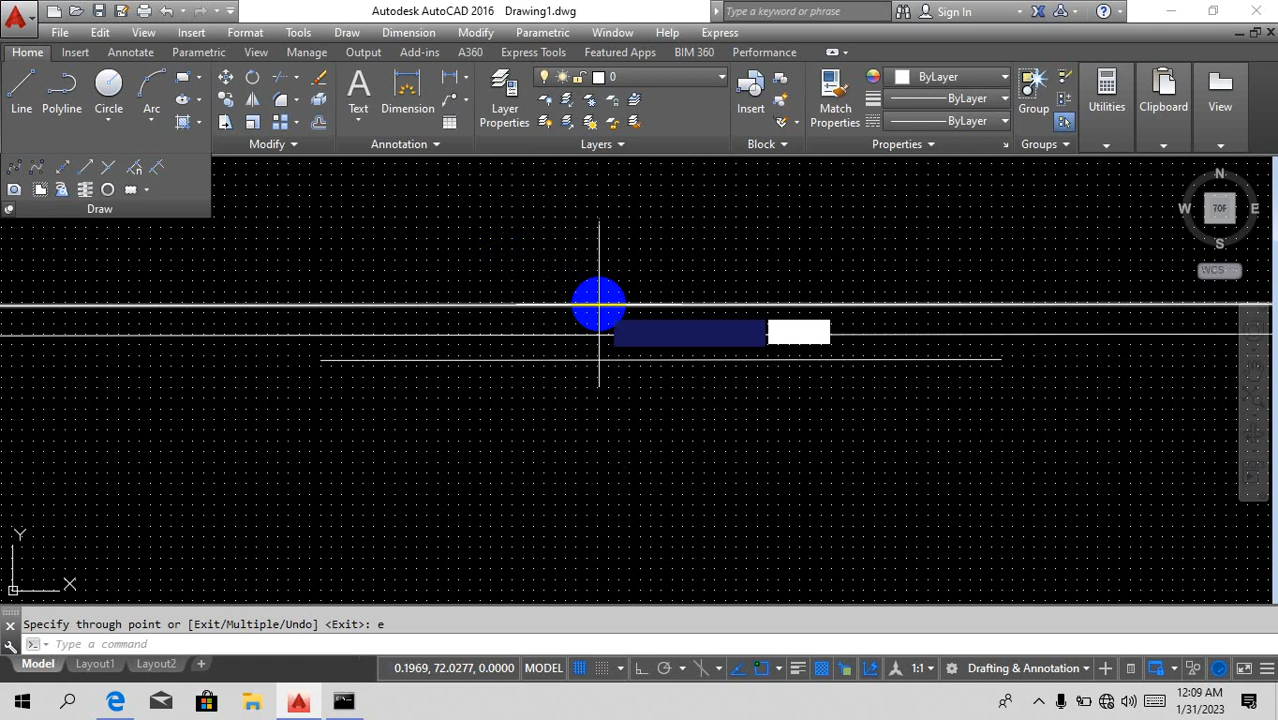 Autodesk AutoCAD 2016 Drawing1.dwg
Type a keyword or phrase
Sign In
File Edit View Insert Format Tools Draw Dimension Modify Parametric Window Help Express
Home Insert Annotate Parametric View Manage Output Add-ins A360 Express Tools Featured Apps BIM 360 Performance
Line Polyline Circle Arc
Text Dimension
Layer Properties
0
Insert
Match Properties
ByLayer
ByLayer
ByLayer
Group
Utilities Clipboard View
Modify Annotation Layers Block Properties Groups
Draw
N
W TOP E
S
WCS
Y
X
Specify through point or [Exit/Multiple/Undo] <Exit>: e
Type a command
Model Layout1 Layout2 +
0.1969, 72.0277, 0.0000 MODEL 1:1 Drafting & Annotation
12:09 AM
1/31/2023